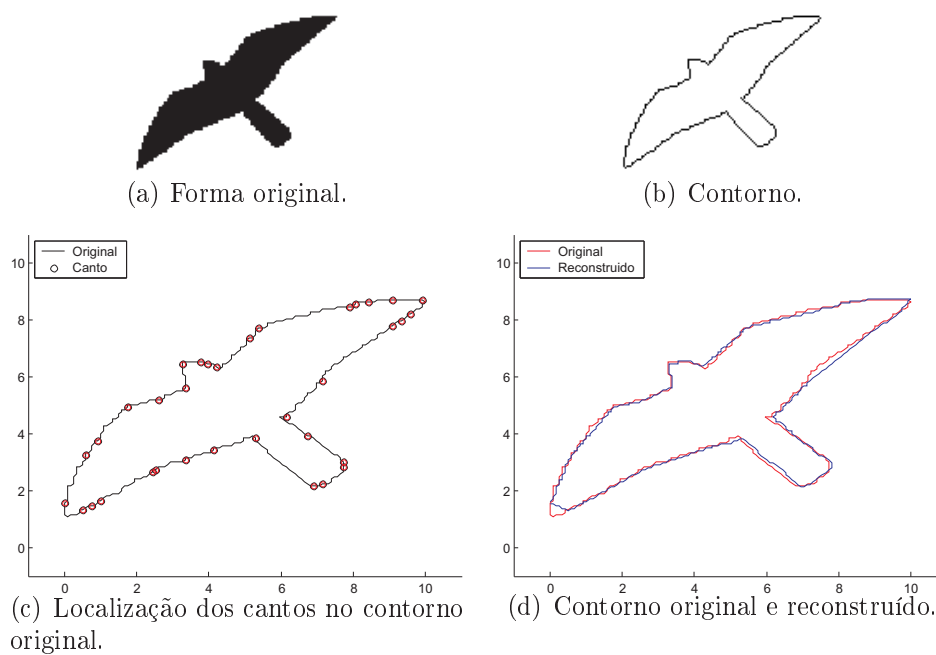 (a) Forma original.
(b) Contorno.
Original
Canto
10
8
6
4
2
0
0 2 4 6 8 10
(c) Localização dos cantos no contorno
original.
Original
Reconstruido
10
8
6
4
2
0
0 2 4 6 8 10
(d) Contorno original e reconstruído.